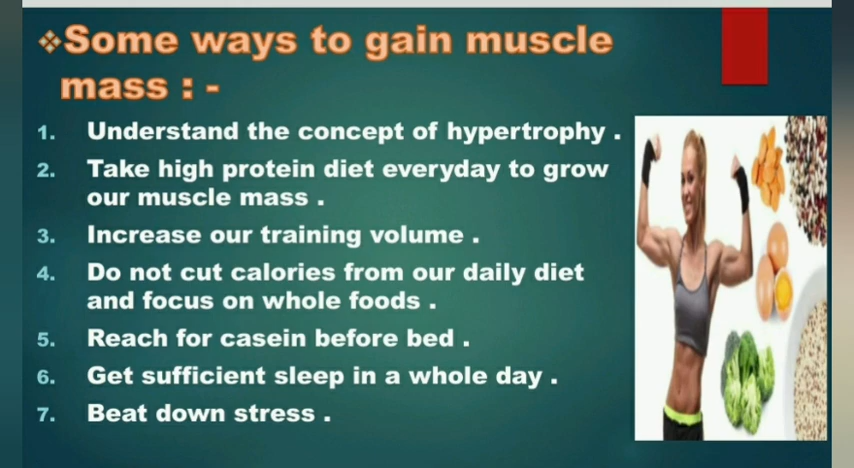 ❖Some ways to gain muscle
mass : -
1. Understand the concept of hypertrophy .
2. Take high protein diet everyday to grow
our muscle mass .
3. Increase our training volume .
4. Do not cut calories from our daily diet
and focus on whole foods .
5. Reach for casein before bed .
6. Get sufficient sleep in a whole day .
7. Beat down stress .